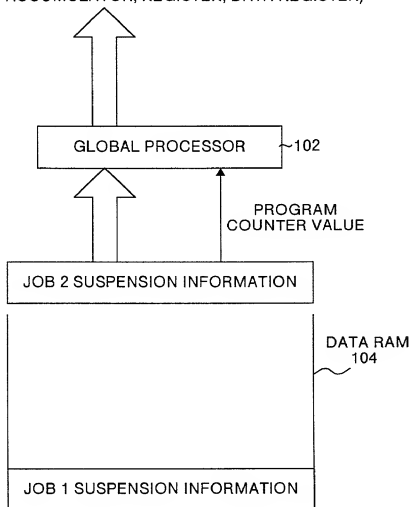 GLOBAL PROCESSOR
102
PROGRAM
COUNTER VALUE
JOB 2 SUSPENSION INFORMATION
DATA RAM
104
JOB 1 SUSPENSION INFORMATION